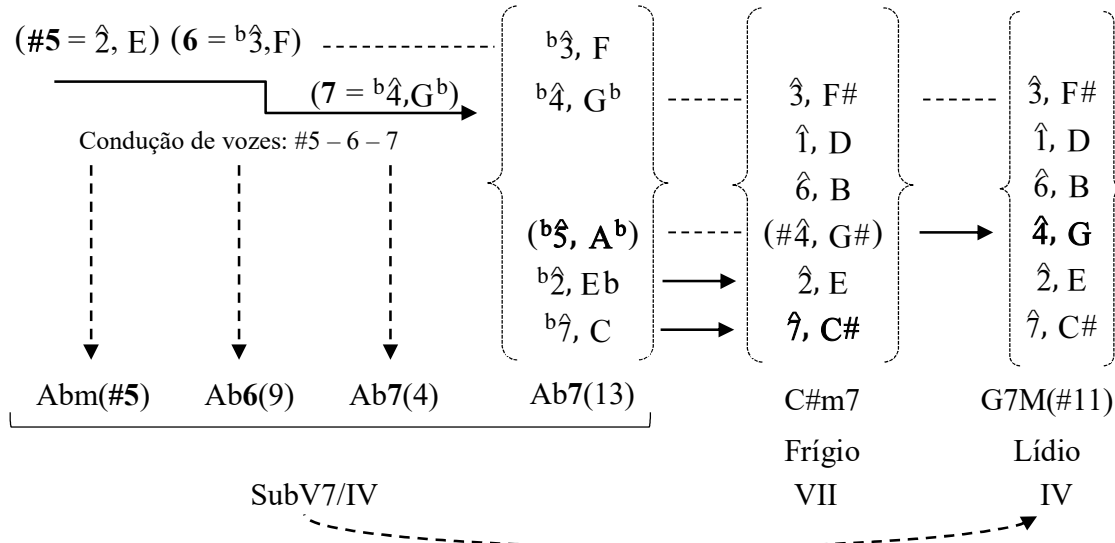 (#5 = 2̂, E) (6 = ᵇ3̂,F)
(7 = ᵇ4̂,Gᵇ)
Condução de vozes: #5 – 6 – 7
ᵇ3̂, F
ᵇ4̂, Gᵇ
(ᵇ5̂, Aᵇ)
ᵇ2̂, Eb
ᵇ7̂, C
3̂, F#
1̂, D
6̂, B
(#4̂, G#)
2̂, E
7̂, C#
3̂, F#
1̂, D
6̂, B
4̂, G
2̂, E
7̂, C#
Abm(#5) Ab6(9) Ab7(4) Ab7(13) C#m7 G7M(#11)
Frígio Lídio
SubV7/IV VII IV